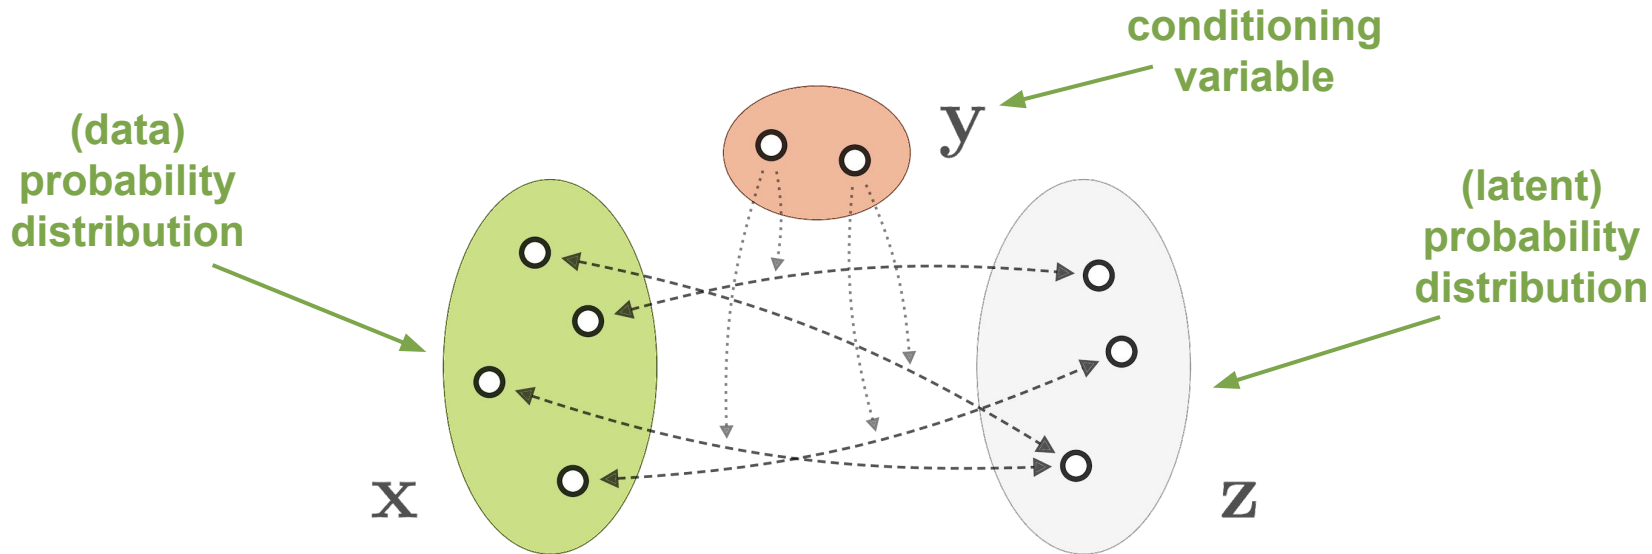 conditioning
variable
y
(data)
probability
distribution
(latent)
probability
distribution
x
z